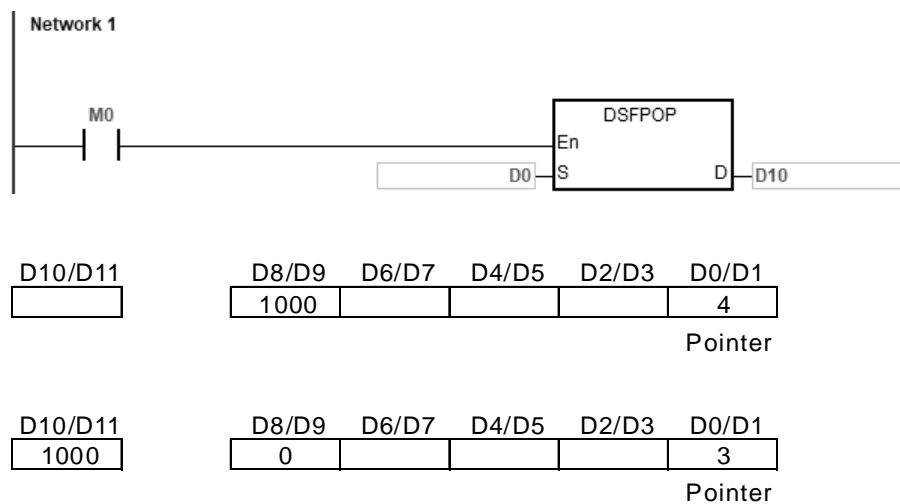 Network 1
M0
DSFPOP
En
D0 S D D10
D10/D11 D8/D9 D6/D7 D4/D5 D2/D3 D0/D1
1000 4
Pointer
D10/D11 D8/D9 D6/D7 D4/D5 D2/D3 D0/D1
1000 0 3
Pointer